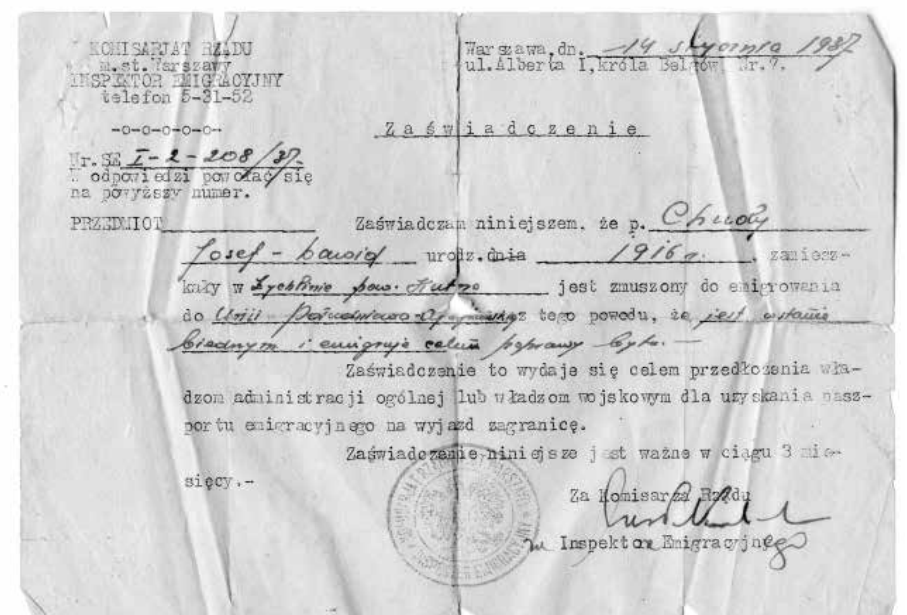 KOMISARJAT RZĄDU
m.st.Warszawy
INSPEKTOR EMIGRACYJNY
telefon 5-31-52
-o-o-o-o-o-
Warszawa,dn. 14 stycznia 1937
ul.Alberta I,króla Belgów, Nr.7.
Zaświadczenie
Nr.SE I-2-208/37.
W odpowiedzi powołać się
na powyższy numer.
PRZEDMIOT Zaświadczam niniejszem, że p. Chudy
Josef - Dawid urodz.dnia 1916 r. , zamiesz-
kały w Żychlinie pow. Kutno jest zmuszony do emigrowania
do Unii Południowo- z tego powodu, że jest
biednym i emigruje celem poprawy bytu. -
Zaświadczenie to wydaje się celem przedłożenia wła-
dzom administracji ogólnej lub władzom wojskowym dla uzyskania pasz-
portu emigracyjnego na wyjazd zagranicę.
Zaświadczenie niniejsze jest ważne w ciągu 3 mie-
sięcy.-
Za Komisarza Rządu
Inspektora Emigracyjnego